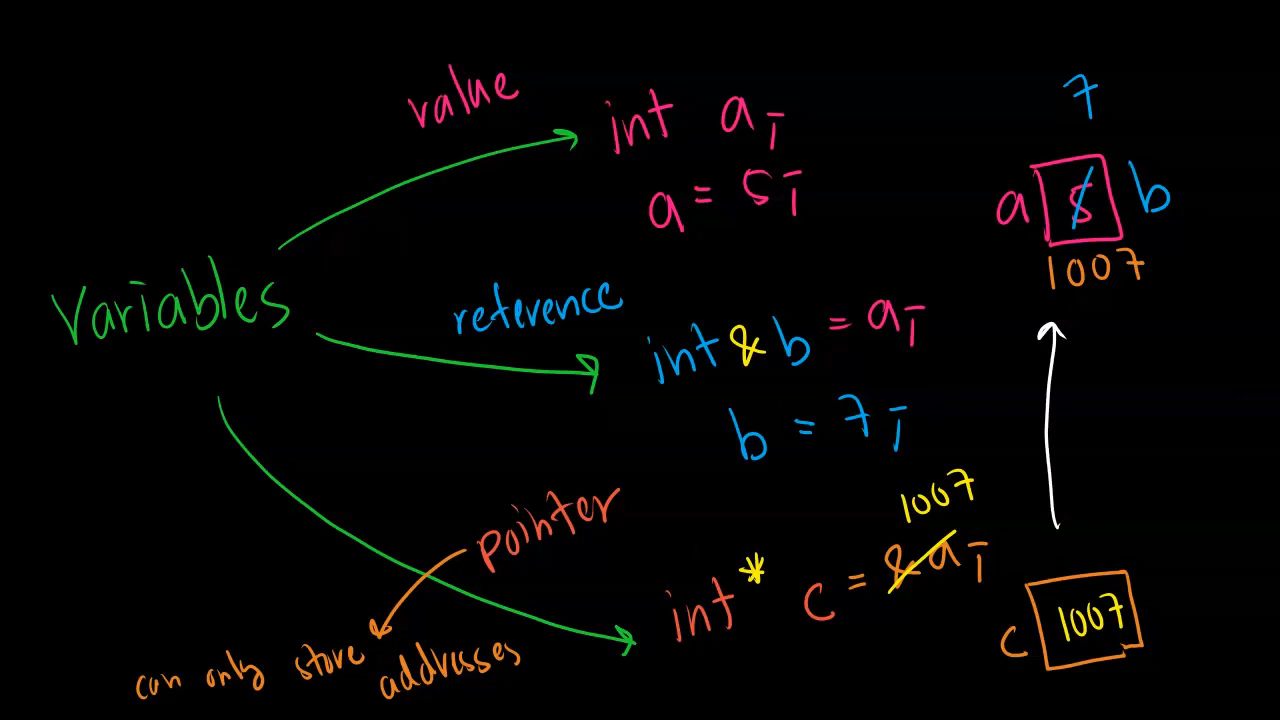 Variables
value
int a;
a = 5;
7
a 5 b
1007
reference
int & b = a;
b = 7;
pointer
can only store addresses
1007
int * c = &a;
c 1007